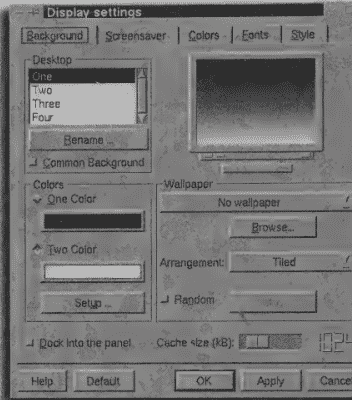 Display settings
Background Screensaver Colors Fonts Style
Desktop
One
Two
Three
Four
Rename ...
Common Background
Colors
One Color
Two Color
Setup ...
Wallpaper
No wallpaper
Browse...
Arrangement: Tiled
Random
Dock into the panel Cache size (kB): 1024
Help Default OK Apply Cancel